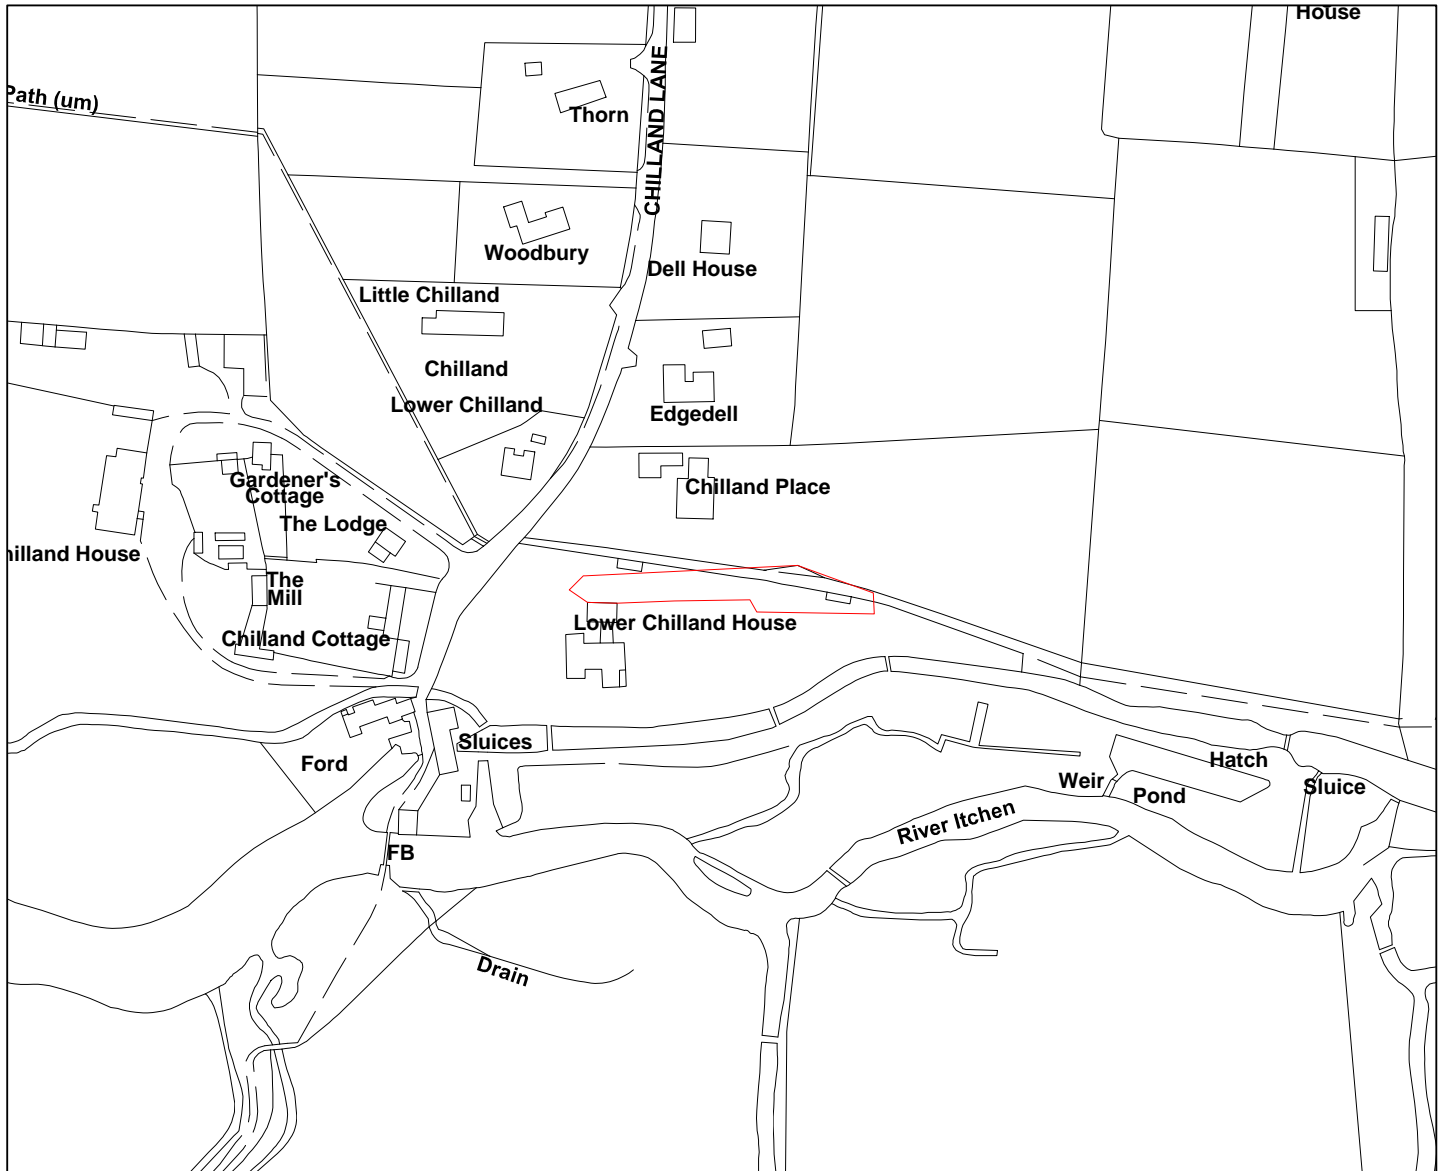 House
Path (um)
Thorn
CHILLAND LANE
Woodbury
Dell House
Little Chilland
Chilland
Lower Chilland
Edgedell
Gardener's
Cottage
Chilland Place
The Lodge
hilland House
The
Mill
Lower Chilland House
Chilland Cottage
Sluices
Ford
Hatch
Weir
Pond
Sluice
River Itchen
FB
Drain